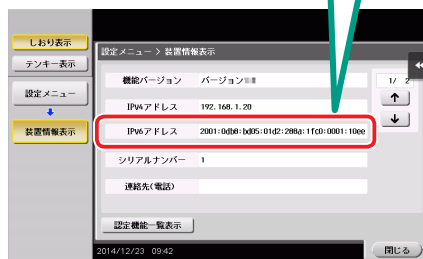 しおり表示
テンキー表示
設定メニュー
装置情報表示
設定メニュー > 装置情報表示
機能バージョン バージョン
1/ 2
IPv4アドレス 192.168.1.20
IPv6アドレス 2001:0db8:bd05:01d2:288a:1fc0:0001:10ee
シリアルナンバー 1
連絡先(電話)
認定機能一覧表示
2014/12/23 09:42
閉じる